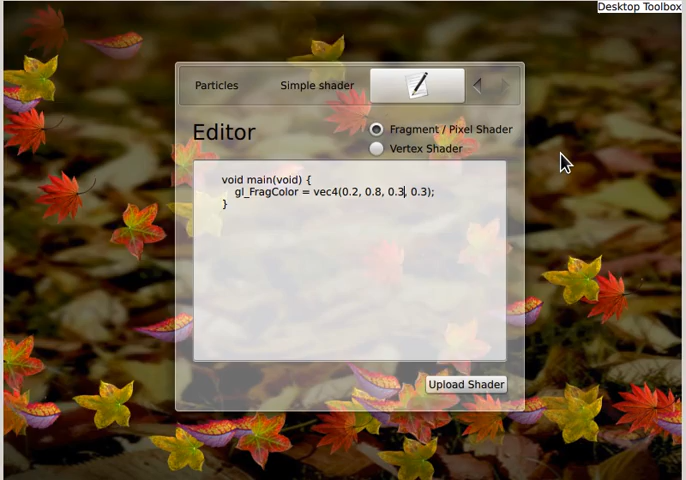 Desktop Toolbox
Particles
Simple shader
Editor
Fragment / Pixel Shader
Vertex Shader
void main(void) {
gl_FragColor = vec4(0.2, 0.8, 0.3, 0.3);
}
Upload Shader